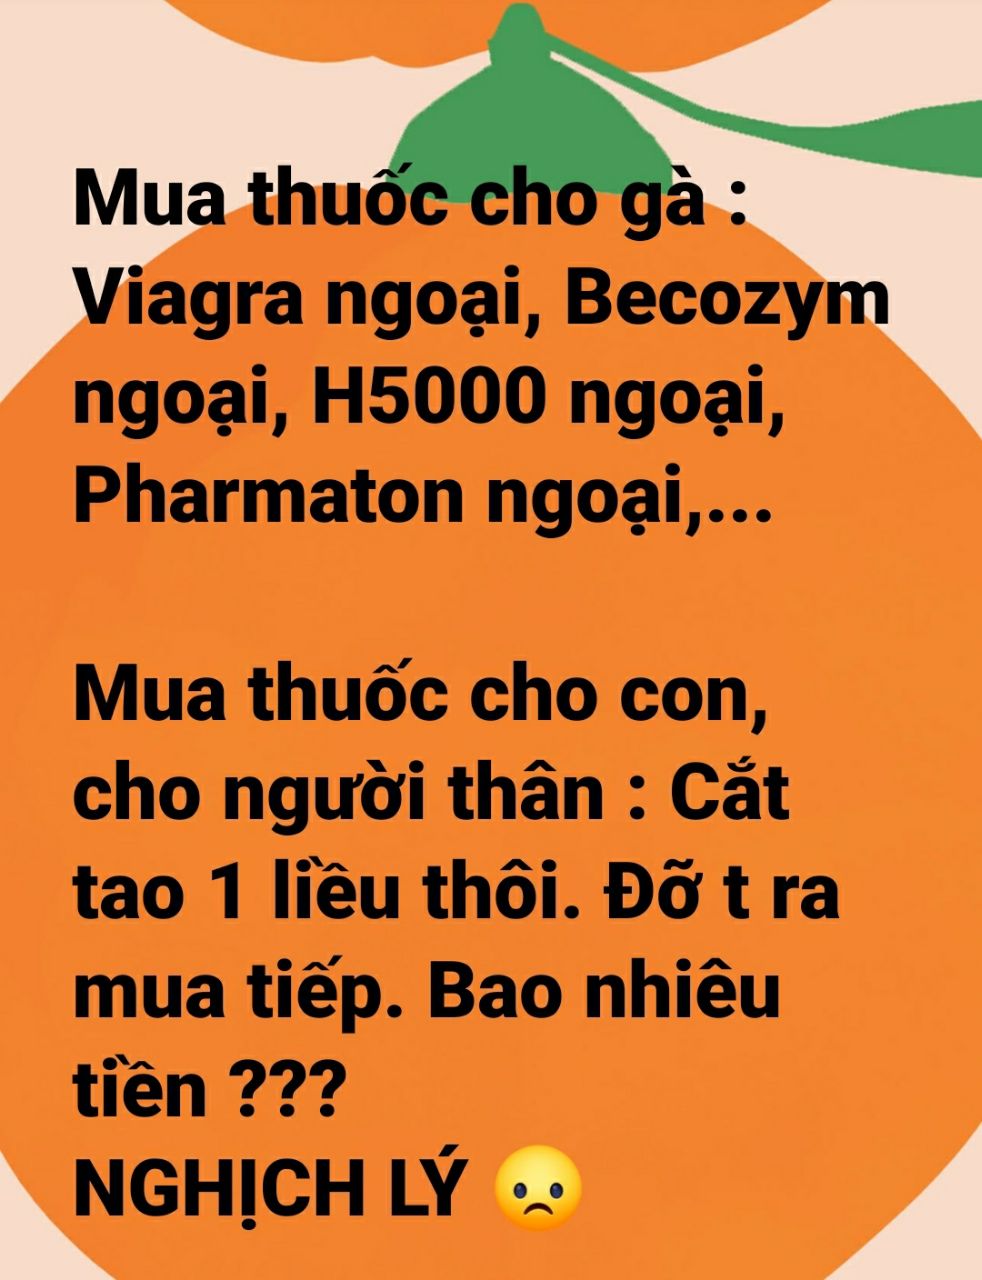 Mua thuốc cho gà :
Viagra ngoại, Becozym
ngoại, H5000 ngoại,
Pharmaton ngoại,...
Mua thuốc cho con,
cho người thân : Cắt
tao 1 liều thôi. Đỡ t ra
mua tiếp. Bao nhiêu
tiền ???
NGHỊCH LÝ 🙁